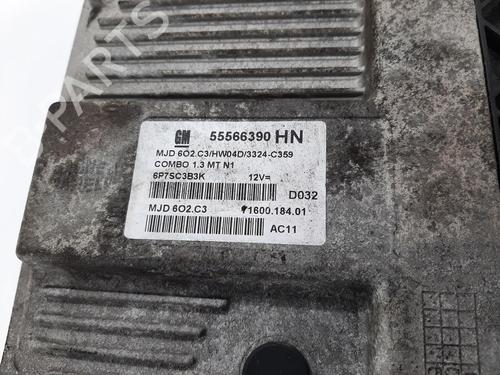 GM 55566390 HN
MJD 6O2.C3/HW04D/3324-C359
COMBO 1.3 MT N1
6P7SC3B3K 12V=
D032
MJD 6O2.C3 71600.184.01
AC11
B-PARTS